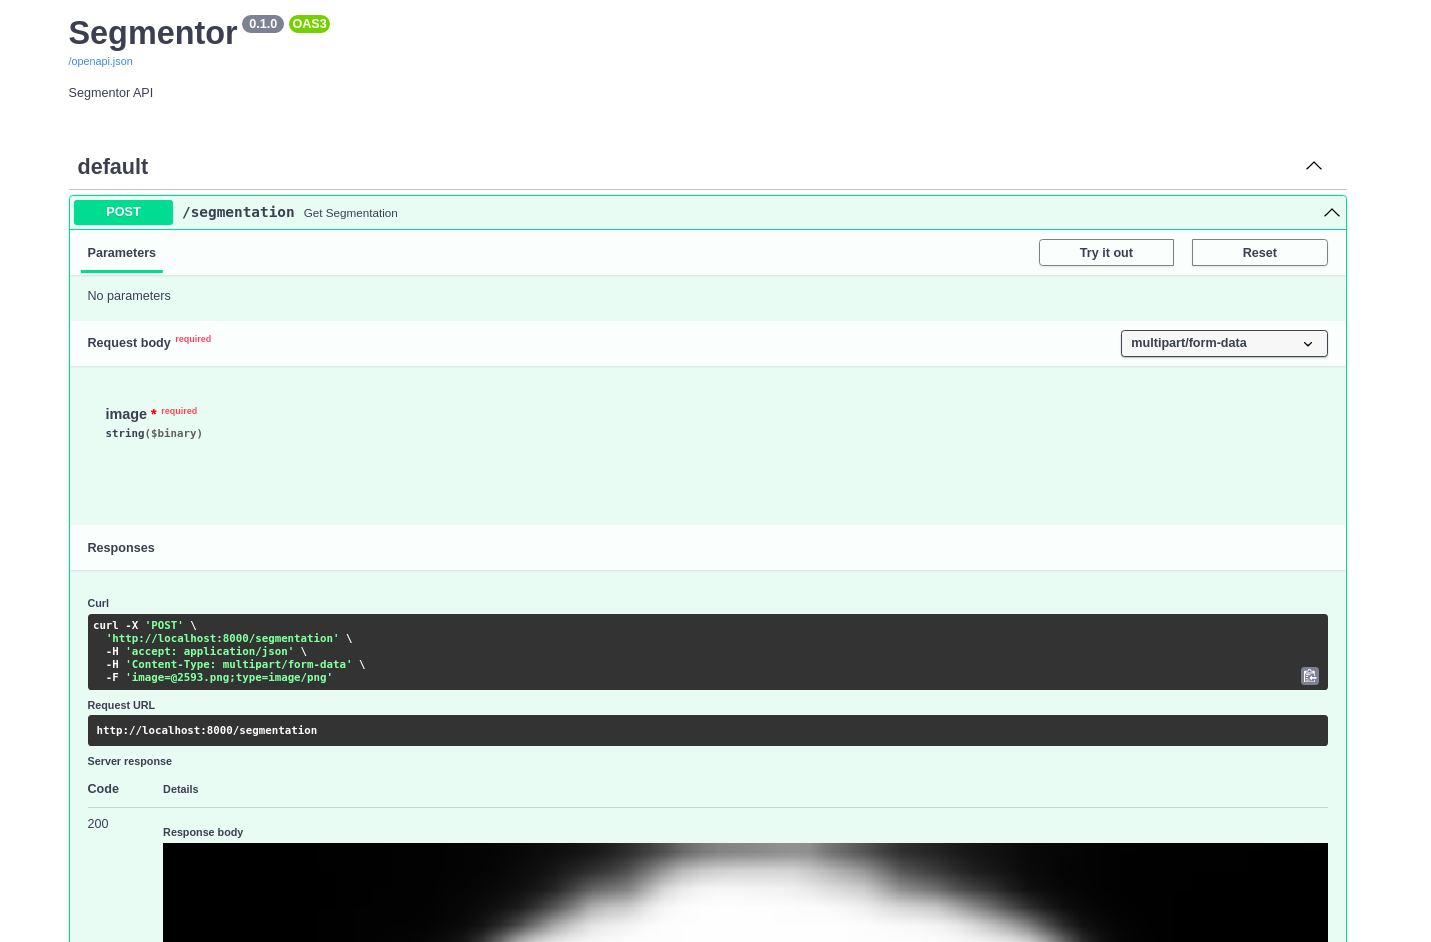 Segmentor 0.1.0 OAS3
/openapi.json
Segmentor API
default
POST /segmentation Get Segmentation
Parameters Try it out Reset
No parameters
Request body required multipart/form-data
image * required
string($binary)
Responses
Curl
curl -X 'POST' \
  'http://localhost:8000/segmentation' \
  -H 'accept: application/json' \
  -H 'Content-Type: multipart/form-data' \
  -F 'image=@2593.png;type=image/png'
Request URL
http://localhost:8000/segmentation
Server response
Code Details
200
Response body